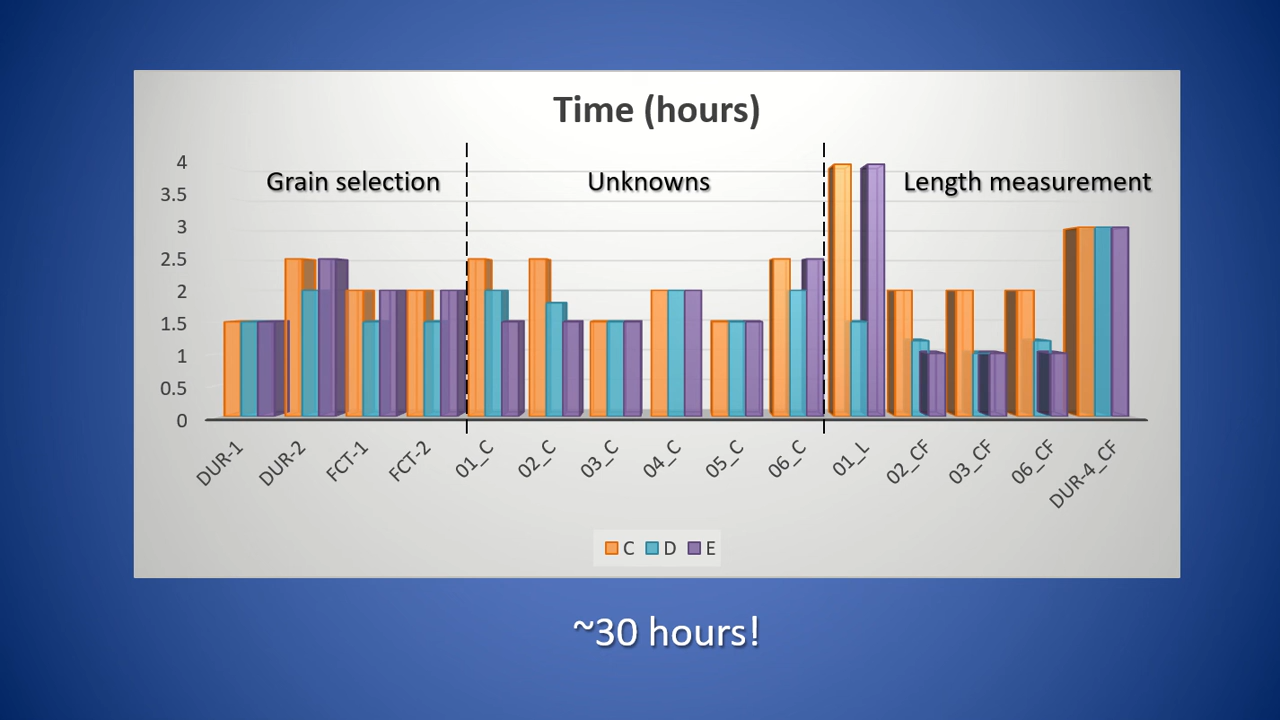 Time (hours)
Grain selection
Unknowns
Length measurement
4
3.5
3
2.5
2
1.5
1
0.5
0
DUR-1
DUR-2
FCT-1
FCT-2
01_C
02_C
03_C
04_C
05_C
06_C
01_L
02_CF
03_CF
06_CF
DUR-4_CF
C D E
~30 hours!